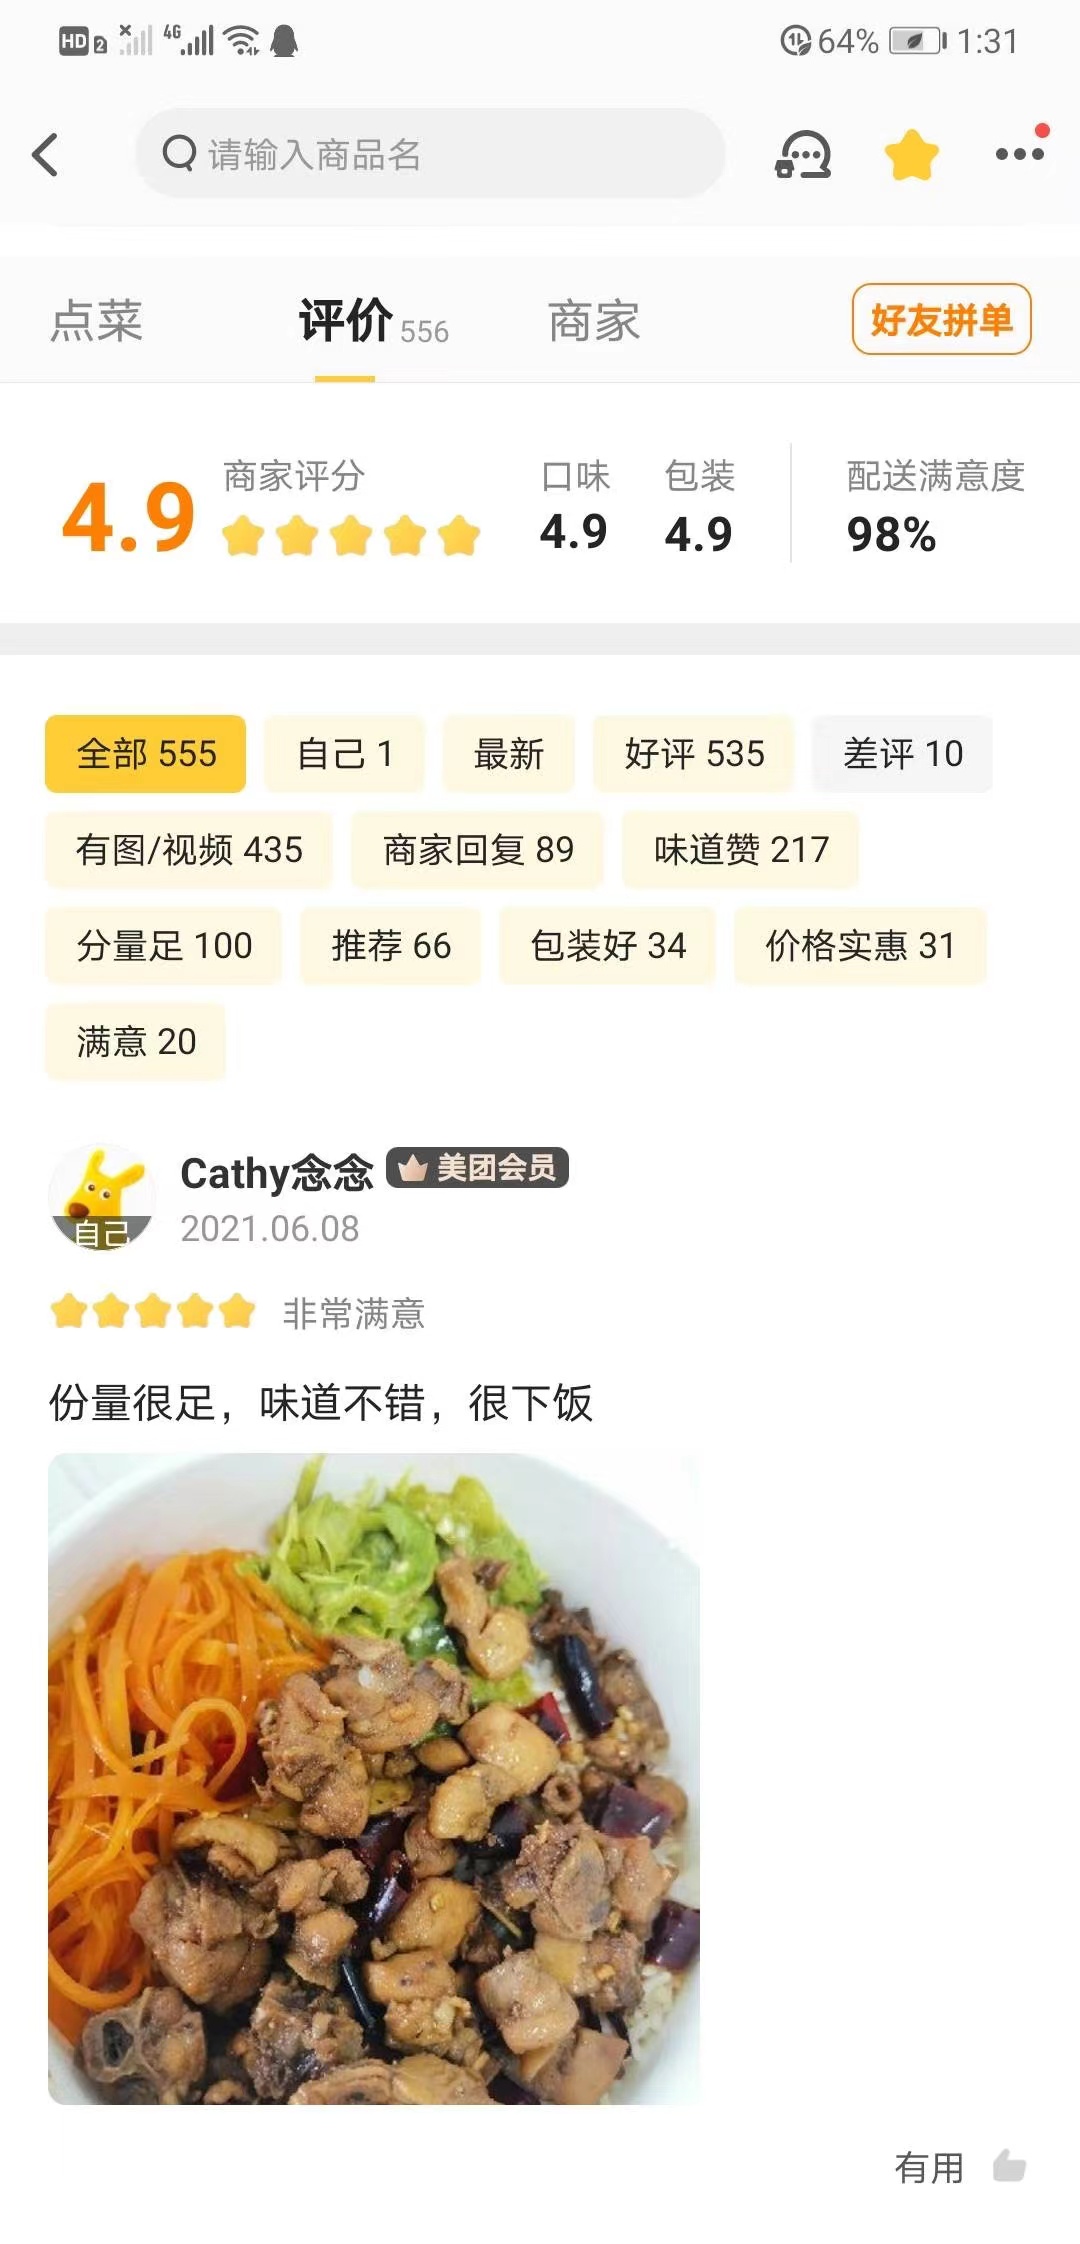 HD 2 4G 64% 1:31
请输入商品名
点菜 评价 556 商家 好友拼单
4.9 商家评分 口味 4.9 包装 4.9 配送满意度 98%
全部 555 自己 1 最新 好评 535 差评 10
有图/视频 435 商家回复 89 味道赞 217
分量足 100 推荐 66 包装好 34 价格实惠 31
满意 20
Cathy念念 美团会员
自己 2021.06.08
非常满意
份量很足，味道不错，很下饭
有用